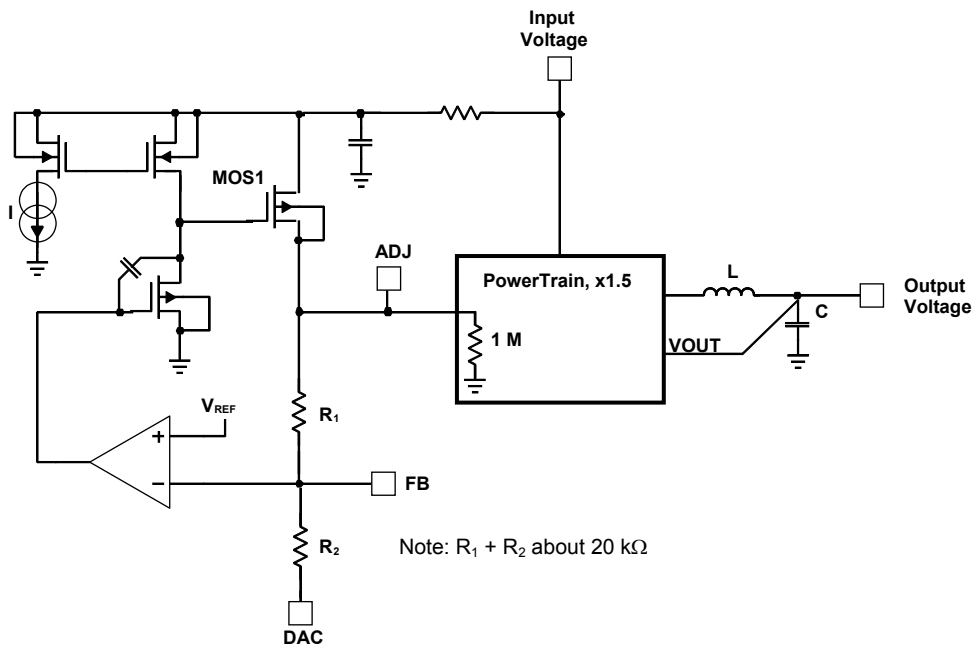 Input
Voltage
MOS1
I
ADJ
PowerTrain, x1.5
L
Output
Voltage
C
1 M
VOUT
VREF
R1
+
−
FB
R2
Note: R1 + R2 about 20 kΩ
DAC